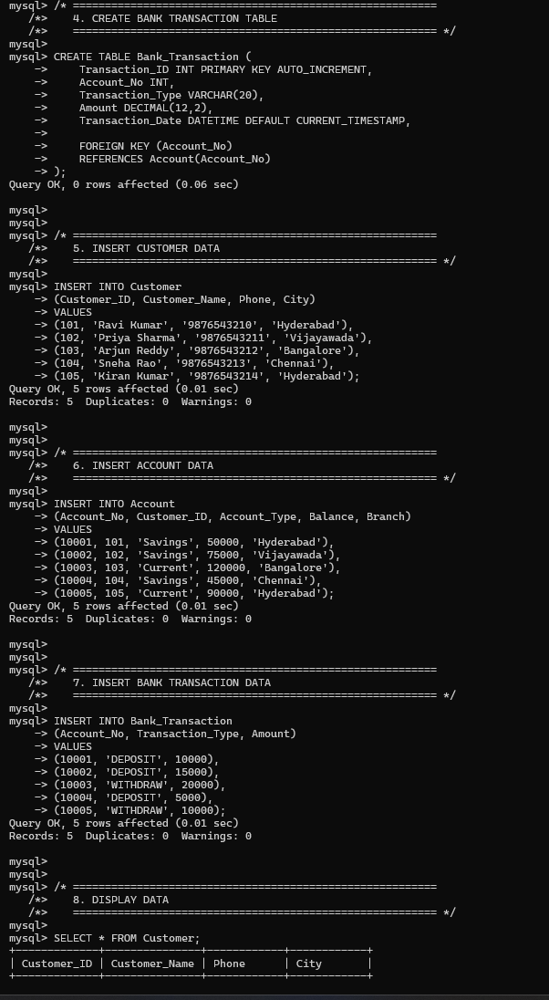 mysql> /* =========================================================
   /*>    4. CREATE BANK TRANSACTION TABLE
   /*>    ========================================================= */
mysql>
mysql> CREATE TABLE Bank_Transaction (
    ->     Transaction_ID INT PRIMARY KEY AUTO_INCREMENT,
    ->     Account_No INT,
    ->     Transaction_Type VARCHAR(20),
    ->     Amount DECIMAL(12,2),
    ->     Transaction_Date DATETIME DEFAULT CURRENT_TIMESTAMP,
    ->
    ->     FOREIGN KEY (Account_No)
    ->     REFERENCES Account(Account_No)
    -> );
Query OK, 0 rows affected (0.06 sec)

mysql>
mysql>
mysql> /* =========================================================
   /*>    5. INSERT CUSTOMER DATA
   /*>    ========================================================= */
mysql>
mysql> INSERT INTO Customer
    -> (Customer_ID, Customer_Name, Phone, City)
    -> VALUES
    -> (101, 'Ravi Kumar', '9876543210', 'Hyderabad'),
    -> (102, 'Priya Sharma', '9876543211', 'Vijayawada'),
    -> (103, 'Arjun Reddy', '9876543212', 'Bangalore'),
    -> (104, 'Sneha Rao', '9876543213', 'Chennai'),
    -> (105, 'Kiran Kumar', '9876543214', 'Hyderabad');
Query OK, 5 rows affected (0.01 sec)
Records: 5  Duplicates: 0  Warnings: 0

mysql>
mysql>
mysql> /* =========================================================
   /*>    6. INSERT ACCOUNT DATA
   /*>    ========================================================= */
mysql>
mysql> INSERT INTO Account
    -> (Account_No, Customer_ID, Account_Type, Balance, Branch)
    -> VALUES
    -> (10001, 101, 'Savings', 50000, 'Hyderabad'),
    -> (10002, 102, 'Savings', 75000, 'Vijayawada'),
    -> (10003, 103, 'Current', 120000, 'Bangalore'),
    -> (10004, 104, 'Savings', 45000, 'Chennai'),
    -> (10005, 105, 'Current', 90000, 'Hyderabad');
Query OK, 5 rows affected (0.01 sec)
Records: 5  Duplicates: 0  Warnings: 0

mysql>
mysql>
mysql> /* =========================================================
   /*>    7. INSERT BANK TRANSACTION DATA
   /*>    ========================================================= */
mysql>
mysql> INSERT INTO Bank_Transaction
    -> (Account_No, Transaction_Type, Amount)
    -> VALUES
    -> (10001, 'DEPOSIT', 10000),
    -> (10002, 'DEPOSIT', 15000),
    -> (10003, 'WITHDRAW', 20000),
    -> (10004, 'DEPOSIT', 5000),
    -> (10005, 'WITHDRAW', 10000);
Query OK, 5 rows affected (0.01 sec)
Records: 5  Duplicates: 0  Warnings: 0

mysql>
mysql>
mysql> /* =========================================================
   /*>    8. DISPLAY DATA
   /*>    ========================================================= */
mysql>
mysql> SELECT * FROM Customer;
+-------------+---------------+------------+------------+
| Customer_ID | Customer_Name | Phone      | City       |
+-------------+---------------+------------+------------+